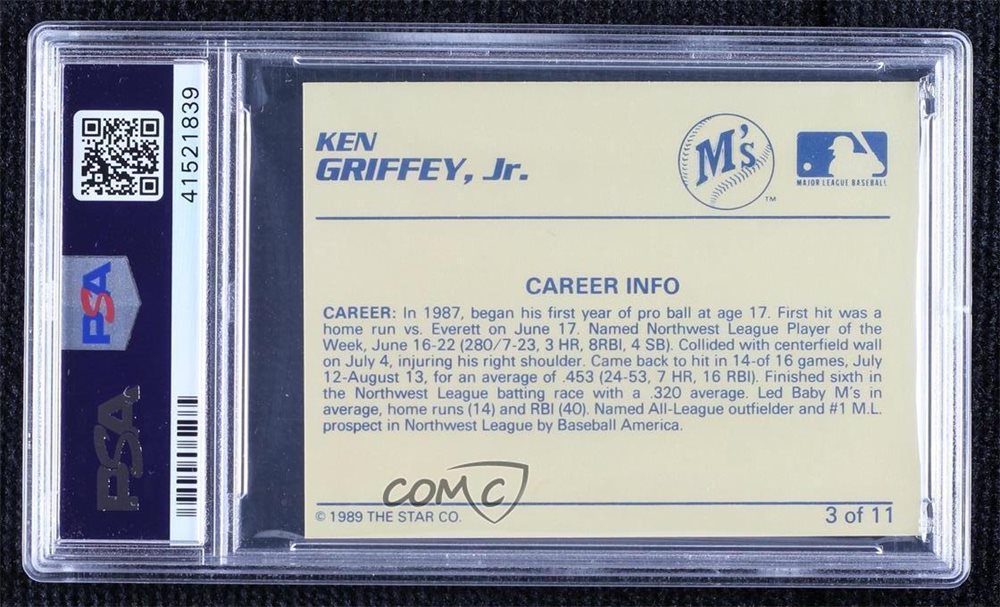 41521839
PSA
PSA
KEN
GRIFFEY, Jr.
M's
TM
MAJOR LEAGUE BASEBALL
CAREER INFO
CAREER: In 1987, began his first year of pro ball at age 17. First hit was a
home run vs. Everett on June 17. Named Northwest League Player of the
Week, June 16-22 (280/7-23, 3 HR, 8RBI, 4 SB). Collided with centerfield wall
on July 4, injuring his right shoulder. Came back to hit in 14-of 16 games, July
12-August 13, for an average of .453 (24-53, 7 HR, 16 RBI). Finished sixth in
the Northwest League batting race with a .320 average. Led Baby M's in
average, home runs (14) and RBI (40). Named All-League outfielder and #1 M.L.
prospect in Northwest League by Baseball America.
COMC
© 1989 THE STAR CO.
3 of 11